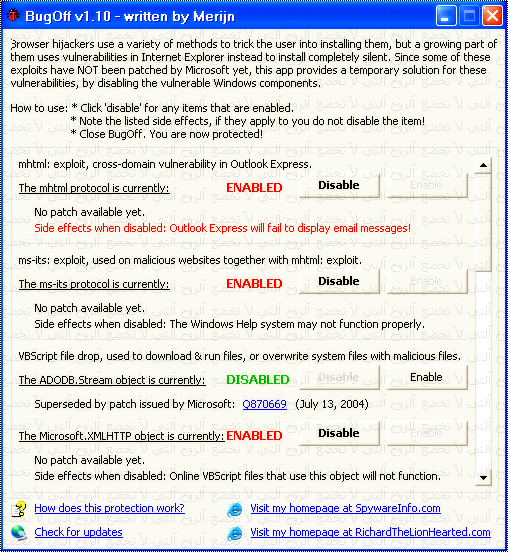 BugOff v1.10 - written by Merijn
Browser hijackers use a variety of methods to trick the user into installing them, but a growing part of
them uses vulnerabilities in Internet Explorer instead to install completely silent. Since some of these
exploits have NOT been patched by Microsoft yet, this app provides a temporary solution for these
vulnerabilities, by disabling the vulnerable Windows components.
How to use: * Click 'disable' for any items that are enabled.
* Note the listed side effects, if they apply to you do not disable the item!
* Close BugOff. You are now protected!
mhtml: exploit, cross-domain vulnerability in Outlook Express.
The mhtml protocol is currently: ENABLED Disable Enable
No patch available yet.
Side effects when disabled: Outlook Express will fail to display email messages!
ms-its: exploit, used on malicious websites together with mhtml: exploit.
The ms-its protocol is currently: ENABLED Disable Enable
No patch available yet.
Side effects when disabled: The Windows Help system may not function properly.
VBScript file drop, used to download & run files, or overwrite system files with malicious files.
The ADODB.Stream object is currently: DISABLED Disable Enable
Superseded by patch issued by Microsoft: Q870669 (July 13, 2004)
The Microsoft.XMLHTTP object is currently: ENABLED Disable Enable
No patch available yet.
Side effects when disabled: Online VBScript files that use this object will not function.
How does this protection work? Visit my homepage at SpywareInfo.com
Check for updates Visit my homepage at RichardTheLionHearted.com